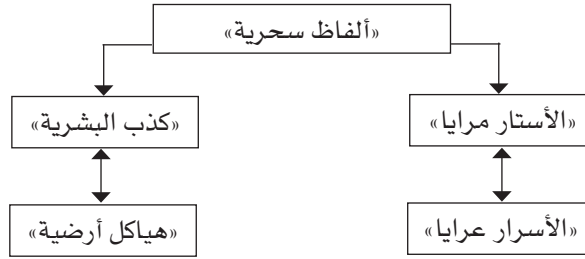 «ألفاظ سحرية»
«الأستار مرايا»
«كذب البشرية»
«الأسرار عرايا»
«هياكل أرضية»